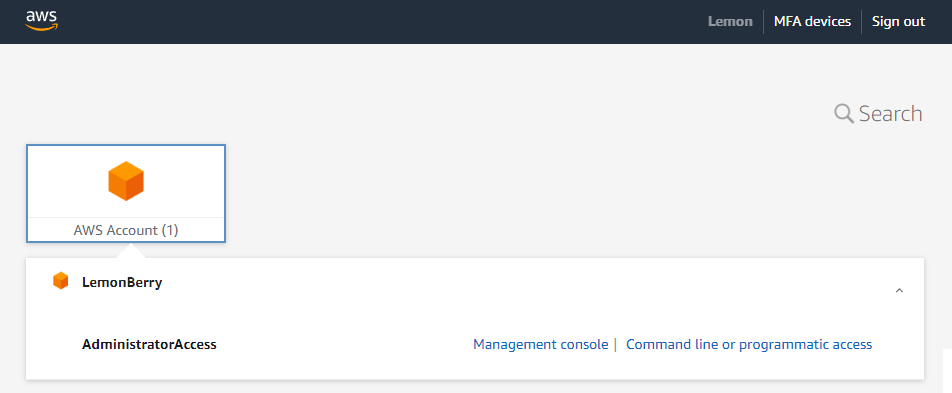 aws
Lemon | MFA devices | Sign out
Search
AWS Account (1)
LemonBerry
AdministratorAccess Management console | Command line or programmatic access